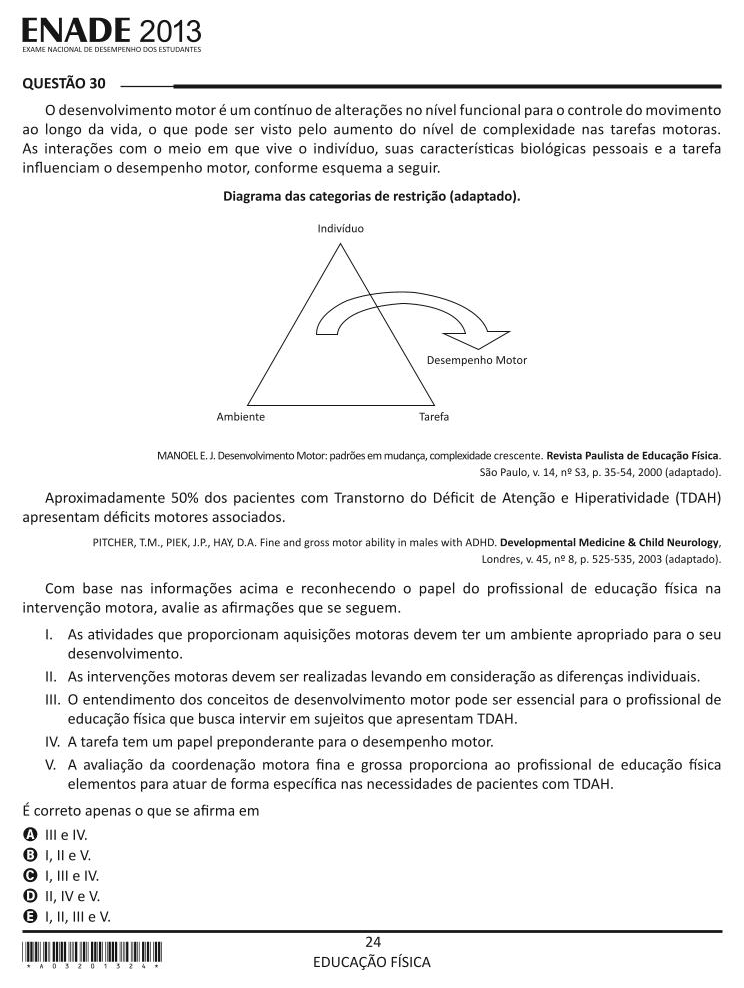 ENADE 2013
EXAME NACIONAL DE DESEMPENHO DOS ESTUDANTES
QUESTÃO 30
O desenvolvimento motor é um contínuo de alterações no nível funcional para o controle do movimento
ao longo da vida, o que pode ser visto pelo aumento do nível de complexidade nas tarefas motoras.
As interações com o meio em que vive o indivíduo, suas características biológicas pessoais e a tarefa
influenciam o desempenho motor, conforme esquema a seguir.
Diagrama das categorias de restrição (adaptado).
Indivíduo
Desempenho Motor
Ambiente
Tarefa
MANOEL E. J. Desenvolvimento Motor: padrões em mudança, complexidade crescente. Revista Paulista de Educação Física.
São Paulo, v. 14, nº S3, p. 35-54, 2000 (adaptado).
Aproximadamente 50% dos pacientes com Transtorno do Déficit de Atenção e Hiperatividade (TDAH)
apresentam déficits motores associados.
PITCHER, T.M., PIEK, J.P., HAY, D.A. Fine and gross motor ability in males with ADHD. Developmental Medicine & Child Neurology,
Londres, v. 45, nº 8, p. 525-535, 2003 (adaptado).
Com base nas informações acima e reconhecendo o papel do profissional de educação física na
intervenção motora, avalie as afirmações que se seguem.
I. As atividades que proporcionam aquisições motoras devem ter um ambiente apropriado para o seu
desenvolvimento.
II. As intervenções motoras devem ser realizadas levando em consideração as diferenças individuais.
III. O entendimento dos conceitos de desenvolvimento motor pode ser essencial para o profissional de
educação física que busca intervir em sujeitos que apresentam TDAH.
IV. A tarefa tem um papel preponderante para o desempenho motor.
V. A avaliação da coordenação motora fina e grossa proporciona ao profissional de educação física
elementos para atuar de forma específica nas necessidades de pacientes com TDAH.
É correto apenas o que se afirma em
A III e IV.
B I, II e V.
C I, III e IV.
D II, IV e V.
E I, II, III e V.
24
EDUCAÇÃO FÍSICA
* A 0 3 2 0 1 3 2 4 *